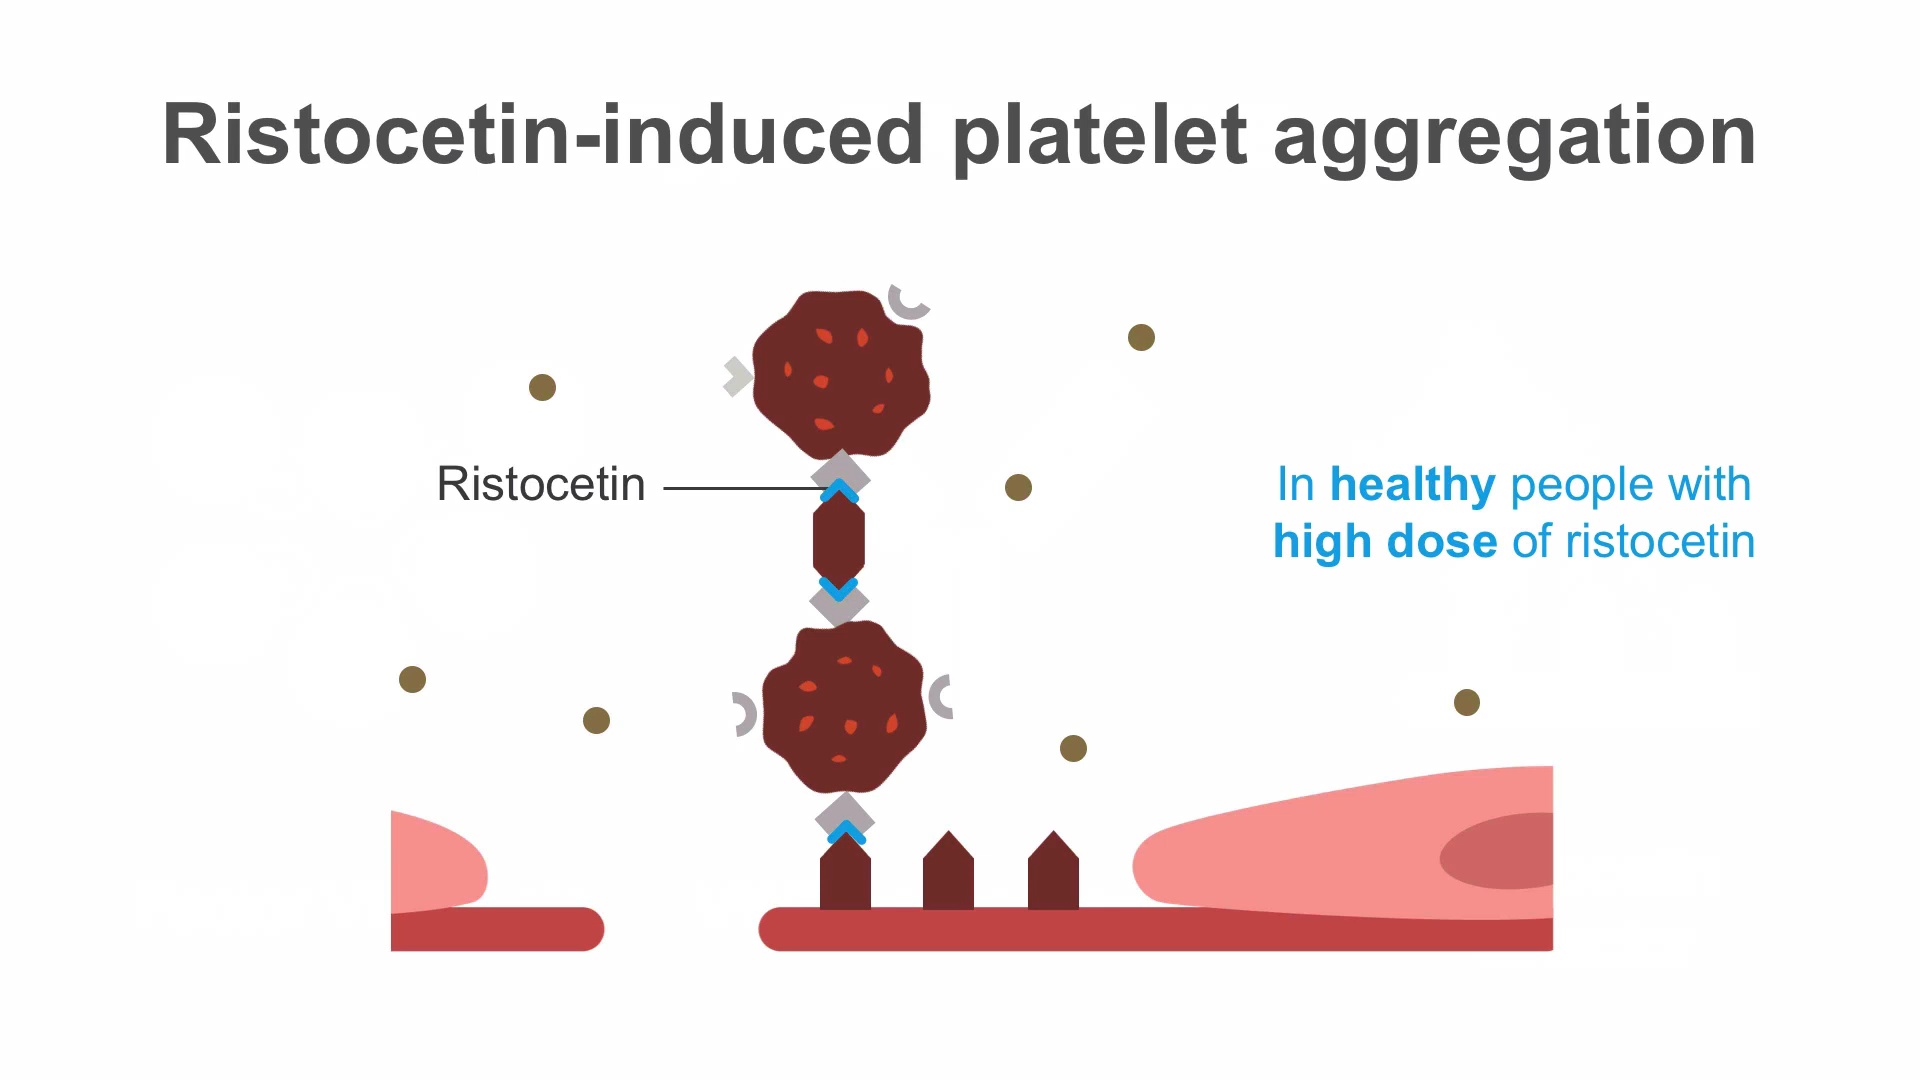 Ristocetin-induced platelet aggregation
Ristocetin
In healthy people with
high dose of ristocetin